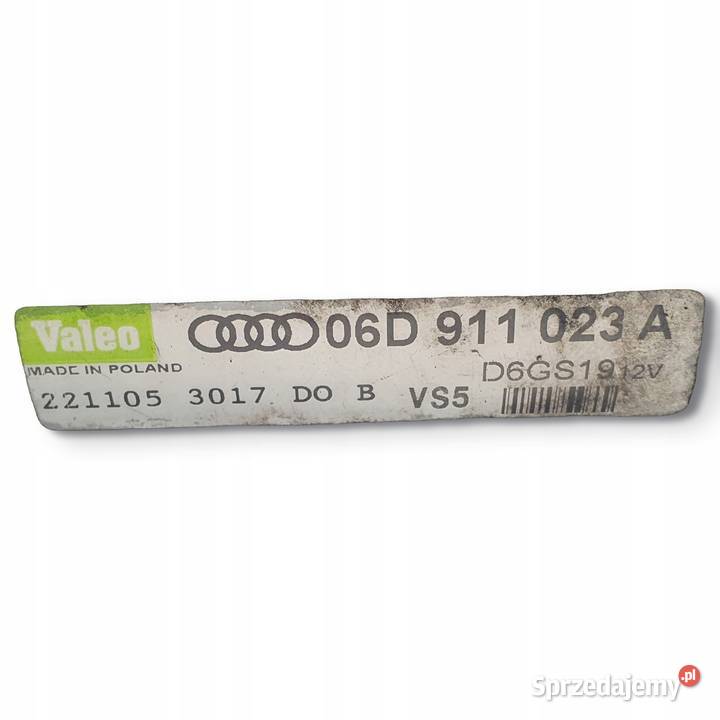 Valeo 06D 911 023 A
MADE IN POLAND D6GS19 12V
221105 3017 DO B VS5
Sprzedajemy.pl